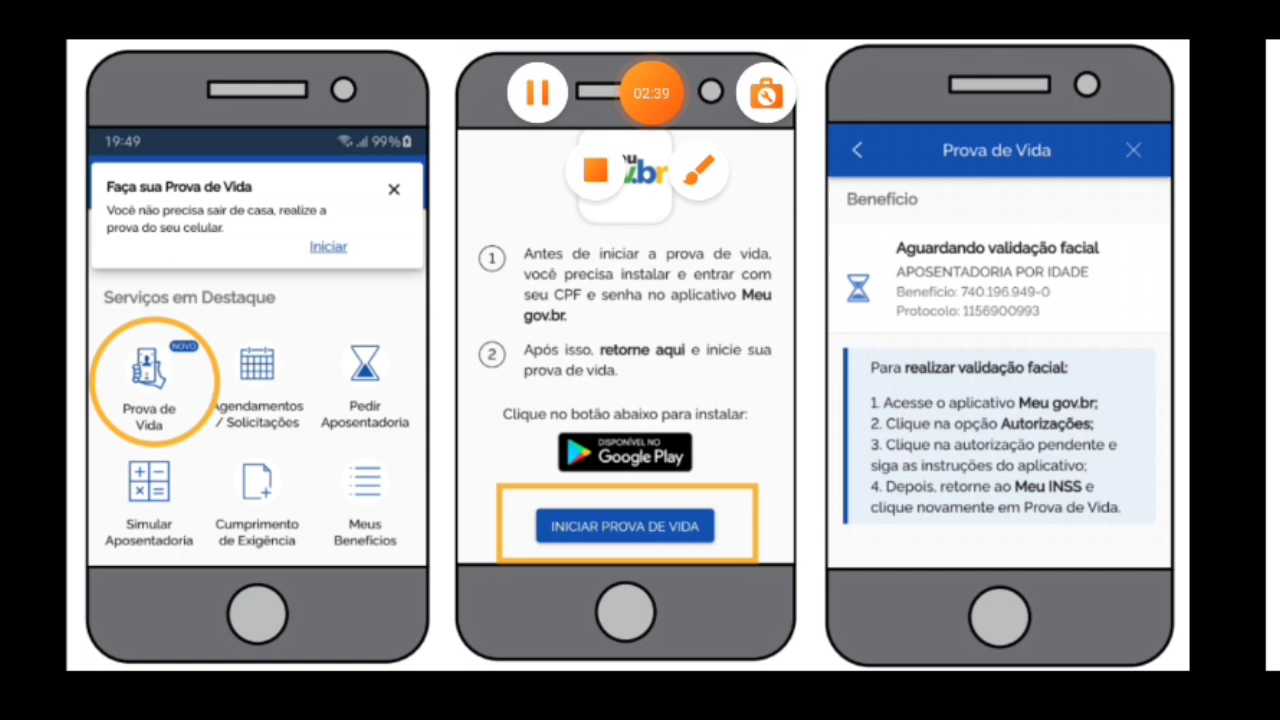 19:49
99%
Faça sua Prova de Vida
Você não precisa sair de casa, realize a
prova do seu celular.
Iniciar
Serviços em Destaque
NOVO
Prova de
Vida
Agendamentos
/ Solicitações
Pedir
Aposentadoria
Simular
Aposentadoria
Cumprimento
de Exigência
Meus
Benefícios
02:39
.br
1 Antes de iniciar a prova de vida,
você precisa instalar e entrar com
seu CPF e senha no aplicativo Meu
gov.br.
2 Após isso, retorne aqui e inicie sua
prova de vida.
Clique no botão abaixo para instalar:
DISPONÍVEL NO
Google Play
INICIAR PROVA DE VIDA
Prova de Vida
Benefício
Aguardando validação facial
APOSENTADORIA POR IDADE
Benefício: 740.196.949-0
Protocolo: 1156900993
Para realizar validação facial:
1. Acesse o aplicativo Meu gov.br;
2. Clique na opção Autorizações;
3. Clique na autorização pendente e
siga as instruções do aplicativo;
4. Depois, retorne ao Meu INSS e
clique novamente em Prova de Vida.